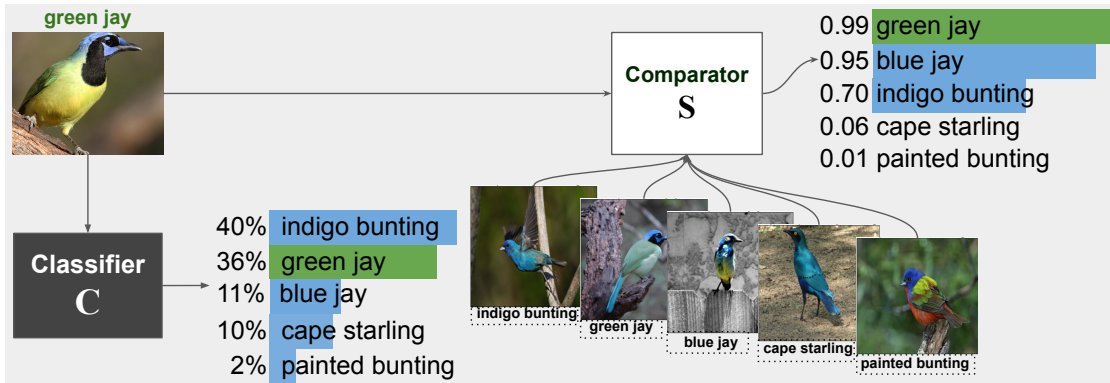 green jay
Comparator
S
0.99 green jay
0.95 blue jay
0.70 indigo bunting
0.06 cape starling
0.01 painted bunting
Classifier
C
40% indigo bunting
36% green jay
11% blue jay
10% cape starling
2% painted bunting
indigo bunting
green jay
blue jay
cape starling
painted bunting